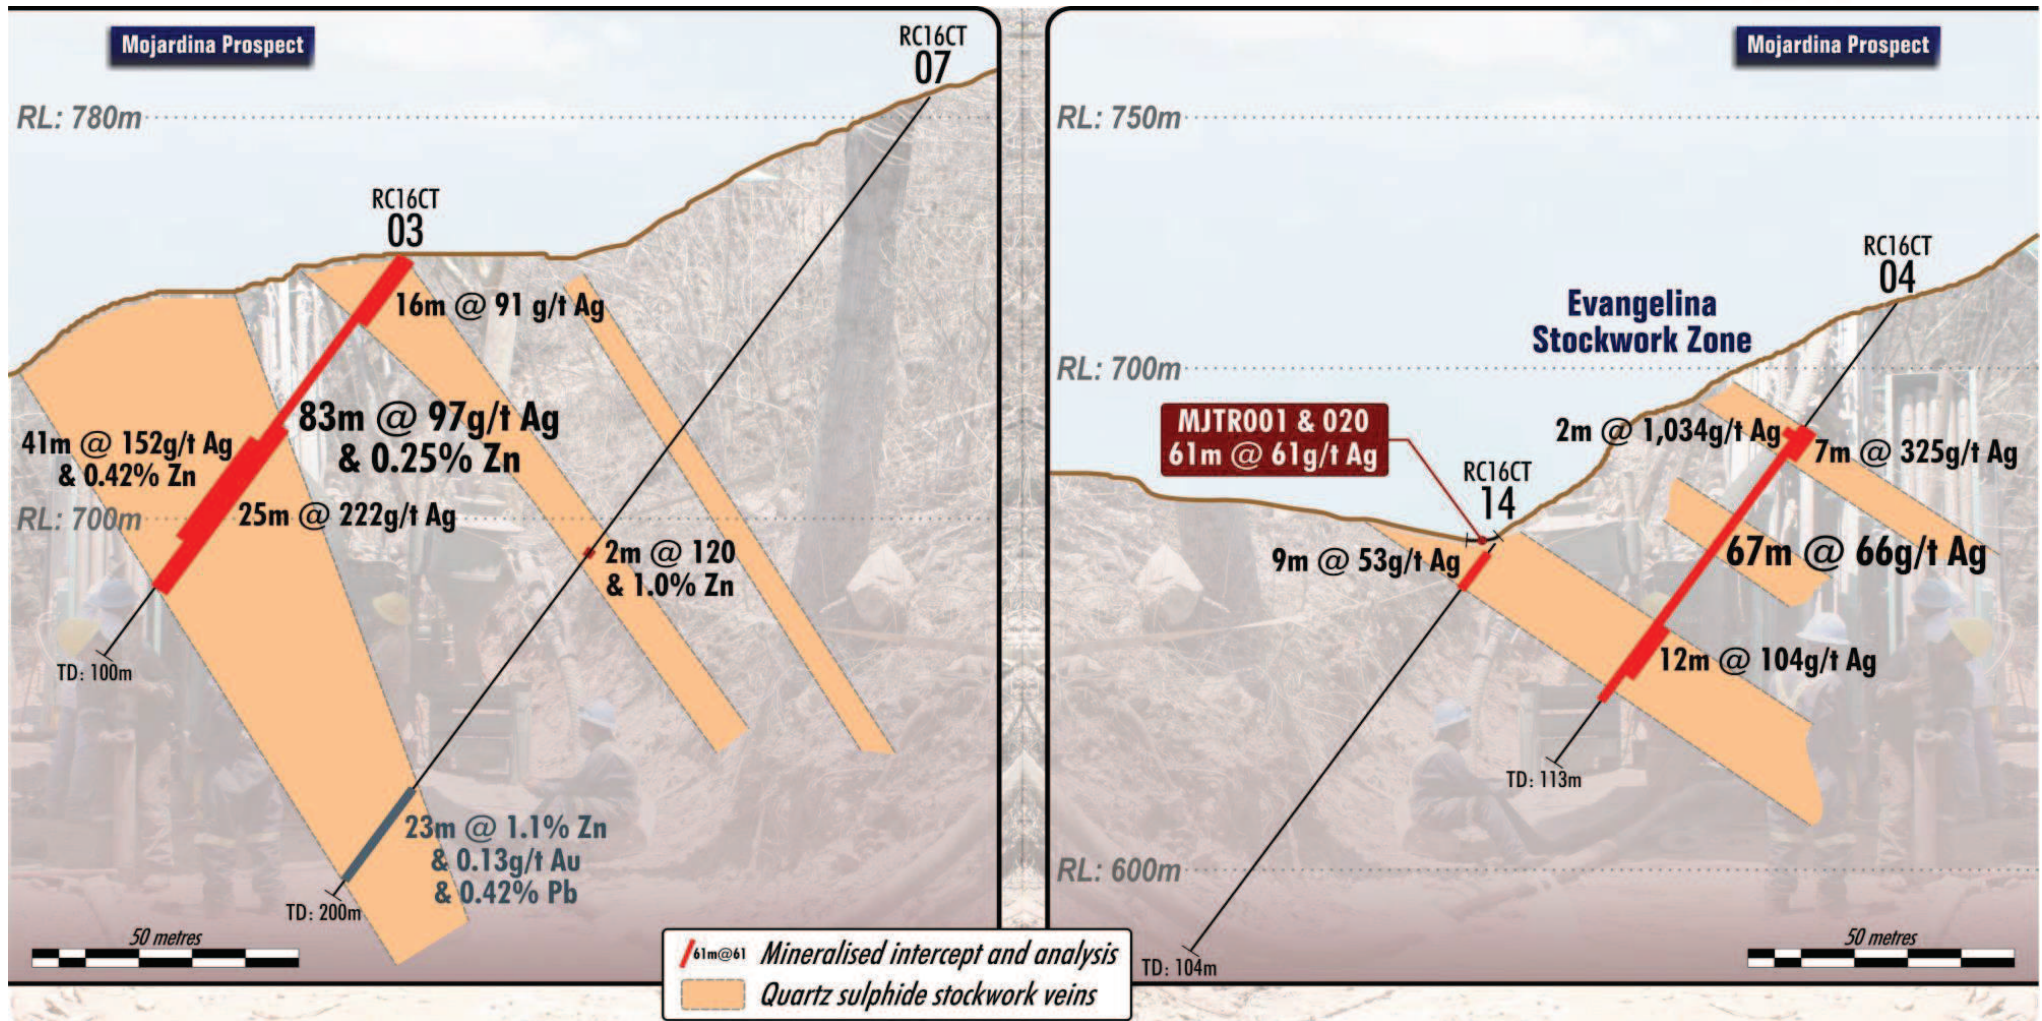 Mojardina Prospect
RC16CT
07
RL: 780m
RC16CT
03
16m @ 91 g/t Ag
83m @ 97g/t Ag
& 0.25% Zn
41m @ 152g/t Ag
& 0.42% Zn
25m @ 222g/t Ag
RL: 700m
2m @ 120
& 1.0% Zn
TD: 100m
23m @ 1.1% Zn
& 0.13g/t Au
& 0.42% Pb
TD: 200m
50 metres
Mojardina Prospect
RL: 750m
RC16CT
04
Evangelina
Stockwork Zone
RL: 700m
MJTR001 & 020
61m @ 61g/t Ag
2m @ 1,034g/t Ag
7m @ 325g/t Ag
RC16CT
14
9m @ 53g/t Ag
67m @ 66g/t Ag
12m @ 104g/t Ag
TD: 113m
RL: 600m
TD: 104m
50 metres
61m@61 Mineralised intercept and analysis
Quartz sulphide stockwork veins